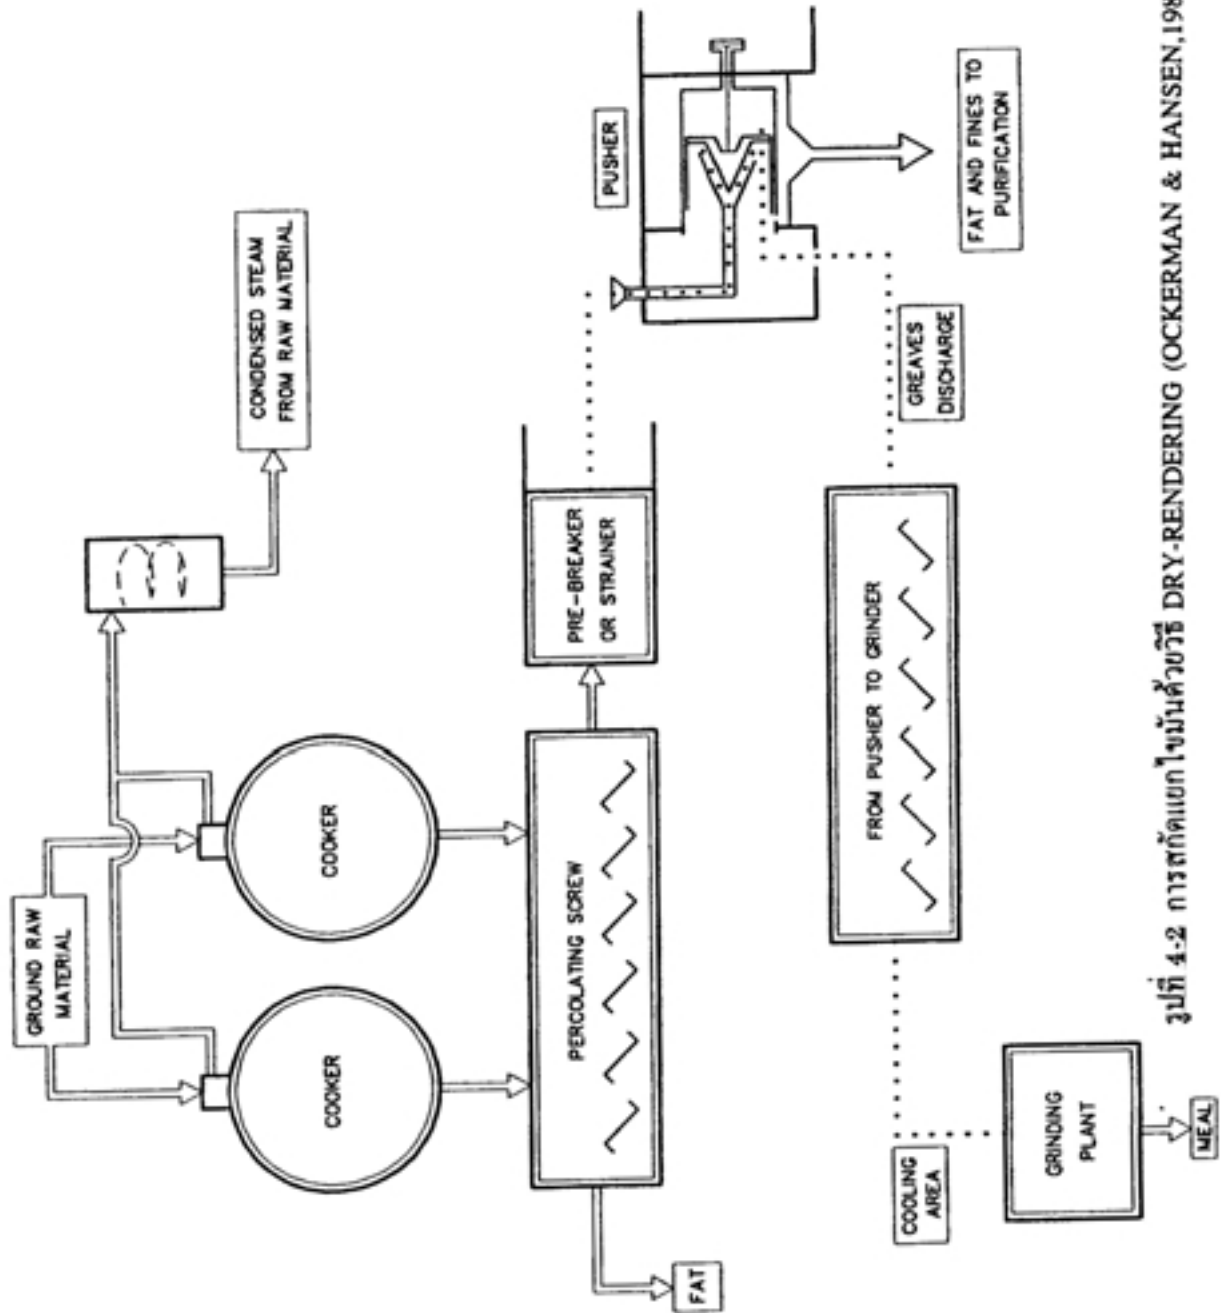 GROUND RAW
MATERIAL
CONDENSED STEAM
FROM RAW MATERIAL
COOKER
COOKER
PERCOLATING SCREW
FAT
PRE-BREAKER
OR STRAINER
PUSHER
FAT AND FINES TO
PURIFICATION
GREAVES
DISCHARGE
FROM PUSHER TO GRINDER
COOLING
AREA
GRINDING
PLANT
MEAL
รูปที่ 4-2 การสกัดแยกไขมันด้วยวิธี DRY-RENDERING (OCKERMAN & HANSEN,198